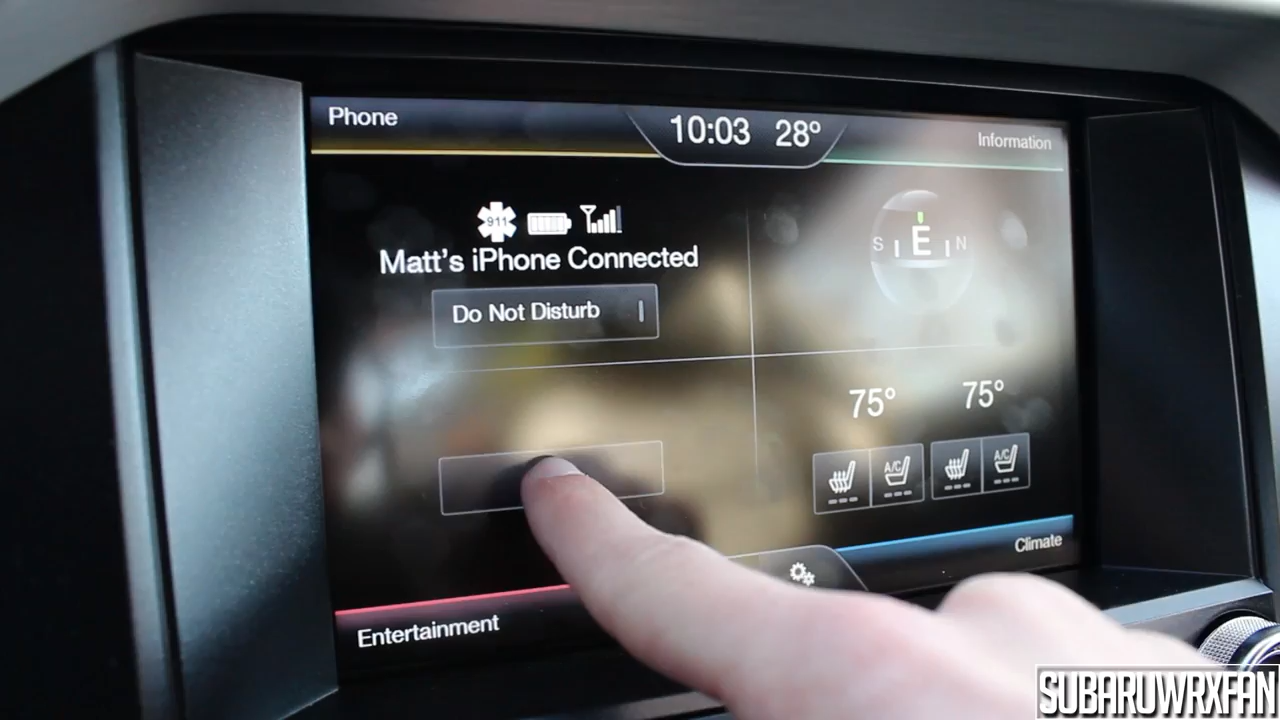 Phone
10:03 28°
Information
911
Matt's iPhone Connected
Do Not Disturb
S E N
75° 75°
A/C A/C
Climate
Entertainment
SUBARUWRXFAN